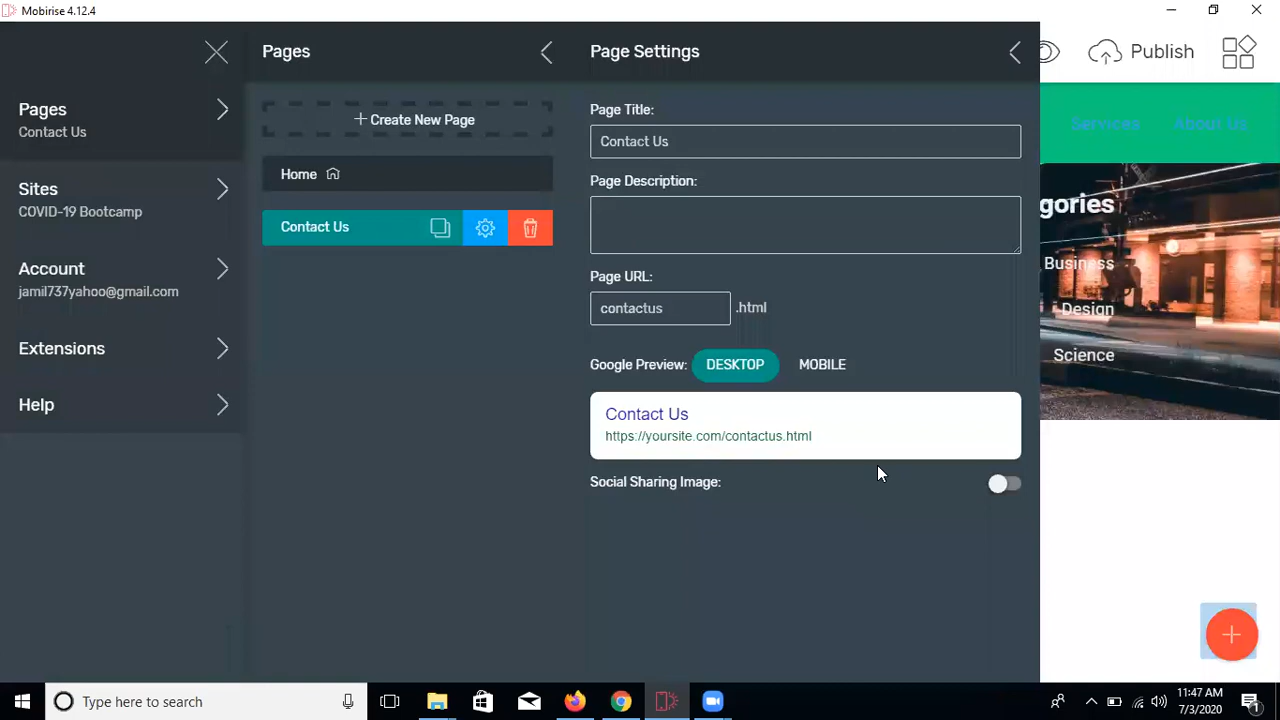 Mobirise 4.12.4
Pages
Contact Us
Sites
COVID-19 Bootcamp
Account
jamil737yahoo@gmail.com
Extensions
Help
Pages
+ Create New Page
Home
Contact Us
Page Settings
Page Title:
Contact Us
Page Description:
Page URL:
contactus .html
Google Preview: DESKTOP MOBILE
Contact Us
https://yoursite.com/contactus.html
Social Sharing Image:
Publish
Services About Us
gories
Business
Design
Science
Type here to search
11:47 AM
7/3/2020
1